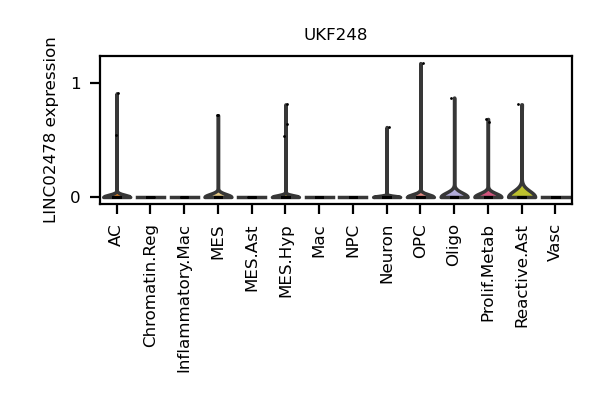 UKF248
LINC02478 expression
1
0
AC
Chromatin.Reg
Inflammatory.Mac
MES
MES.Ast
MES.Hyp
Mac
NPC
Neuron
OPC
Oligo
Prolif.Metab
Reactive.Ast
Vasc